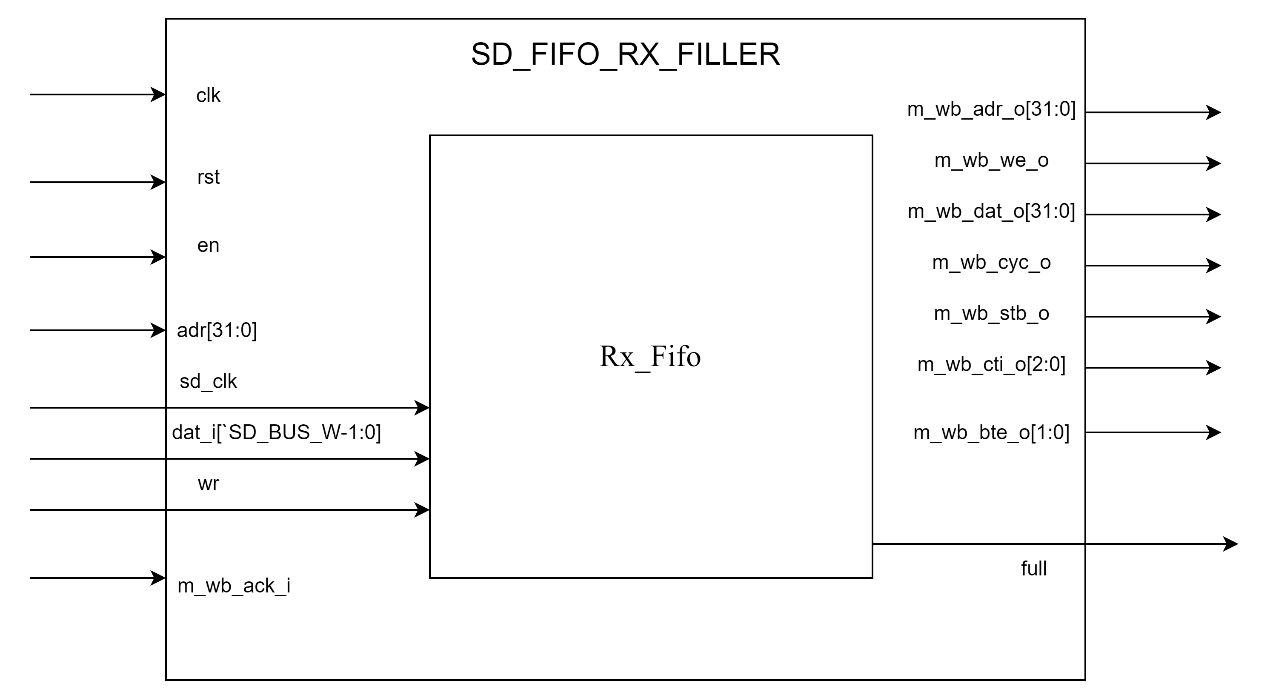 SD_FIFO_RX_FILLER
clk
rst
en
adr[31:0]
sd_clk
dat_i[`SD_BUS_W-1:0]
wr
m_wb_ack_i
Rx_Fifo
m_wb_adr_o[31:0]
m_wb_we_o
m_wb_dat_o[31:0]
m_wb_cyc_o
m_wb_stb_o
m_wb_cti_o[2:0]
m_wb_bte_o[1:0]
full